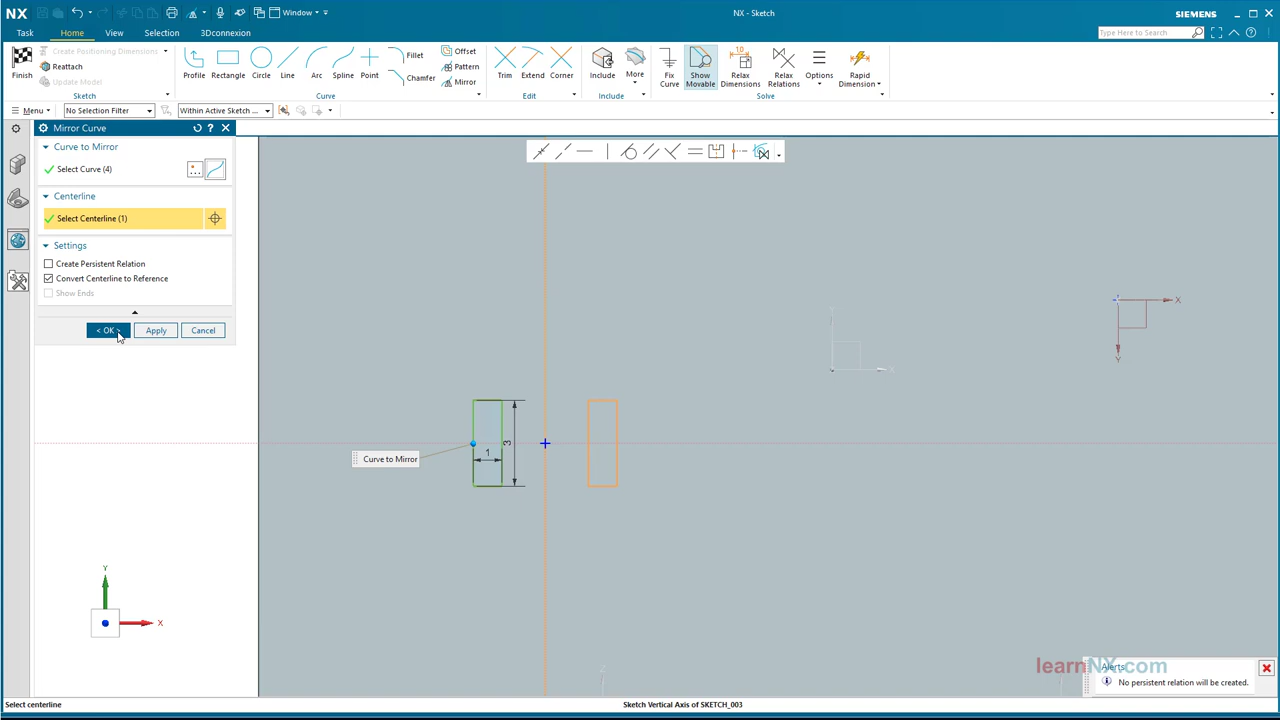 NX
Window
NX - Sketch
SIEMENS
Task
Home
View
Selection
3Dconnexion
Type Here to Search
Finish
Create Positioning Dimensions
Reattach
Update Model
Sketch
Profile
Rectangle
Circle
Line
Arc
Spline
Point
Fillet
Chamfer
Offset
Pattern
Mirror
Curve
Trim
Extend
Corner
Edit
Include
More
Include
Fix Curve
Show Movable
Relax Dimensions
Relax Relations
Options
Rapid Dimension
Solve
10
Menu
No Selection Filter
Within Active Sketch ...
Mirror Curve
Curve to Mirror
Select Curve (4)
Centerline
Select Centerline (1)
Settings
Create Persistent Relation
Convert Centerline to Reference
Show Ends
< OK >
Apply
Cancel
X
Y
X
3
1
Curve to Mirror
Y
X
Z
learnNX.com
Alerts
No persistent relation will be created.
Select centerline
Sketch Vertical Axis of SKETCH_003